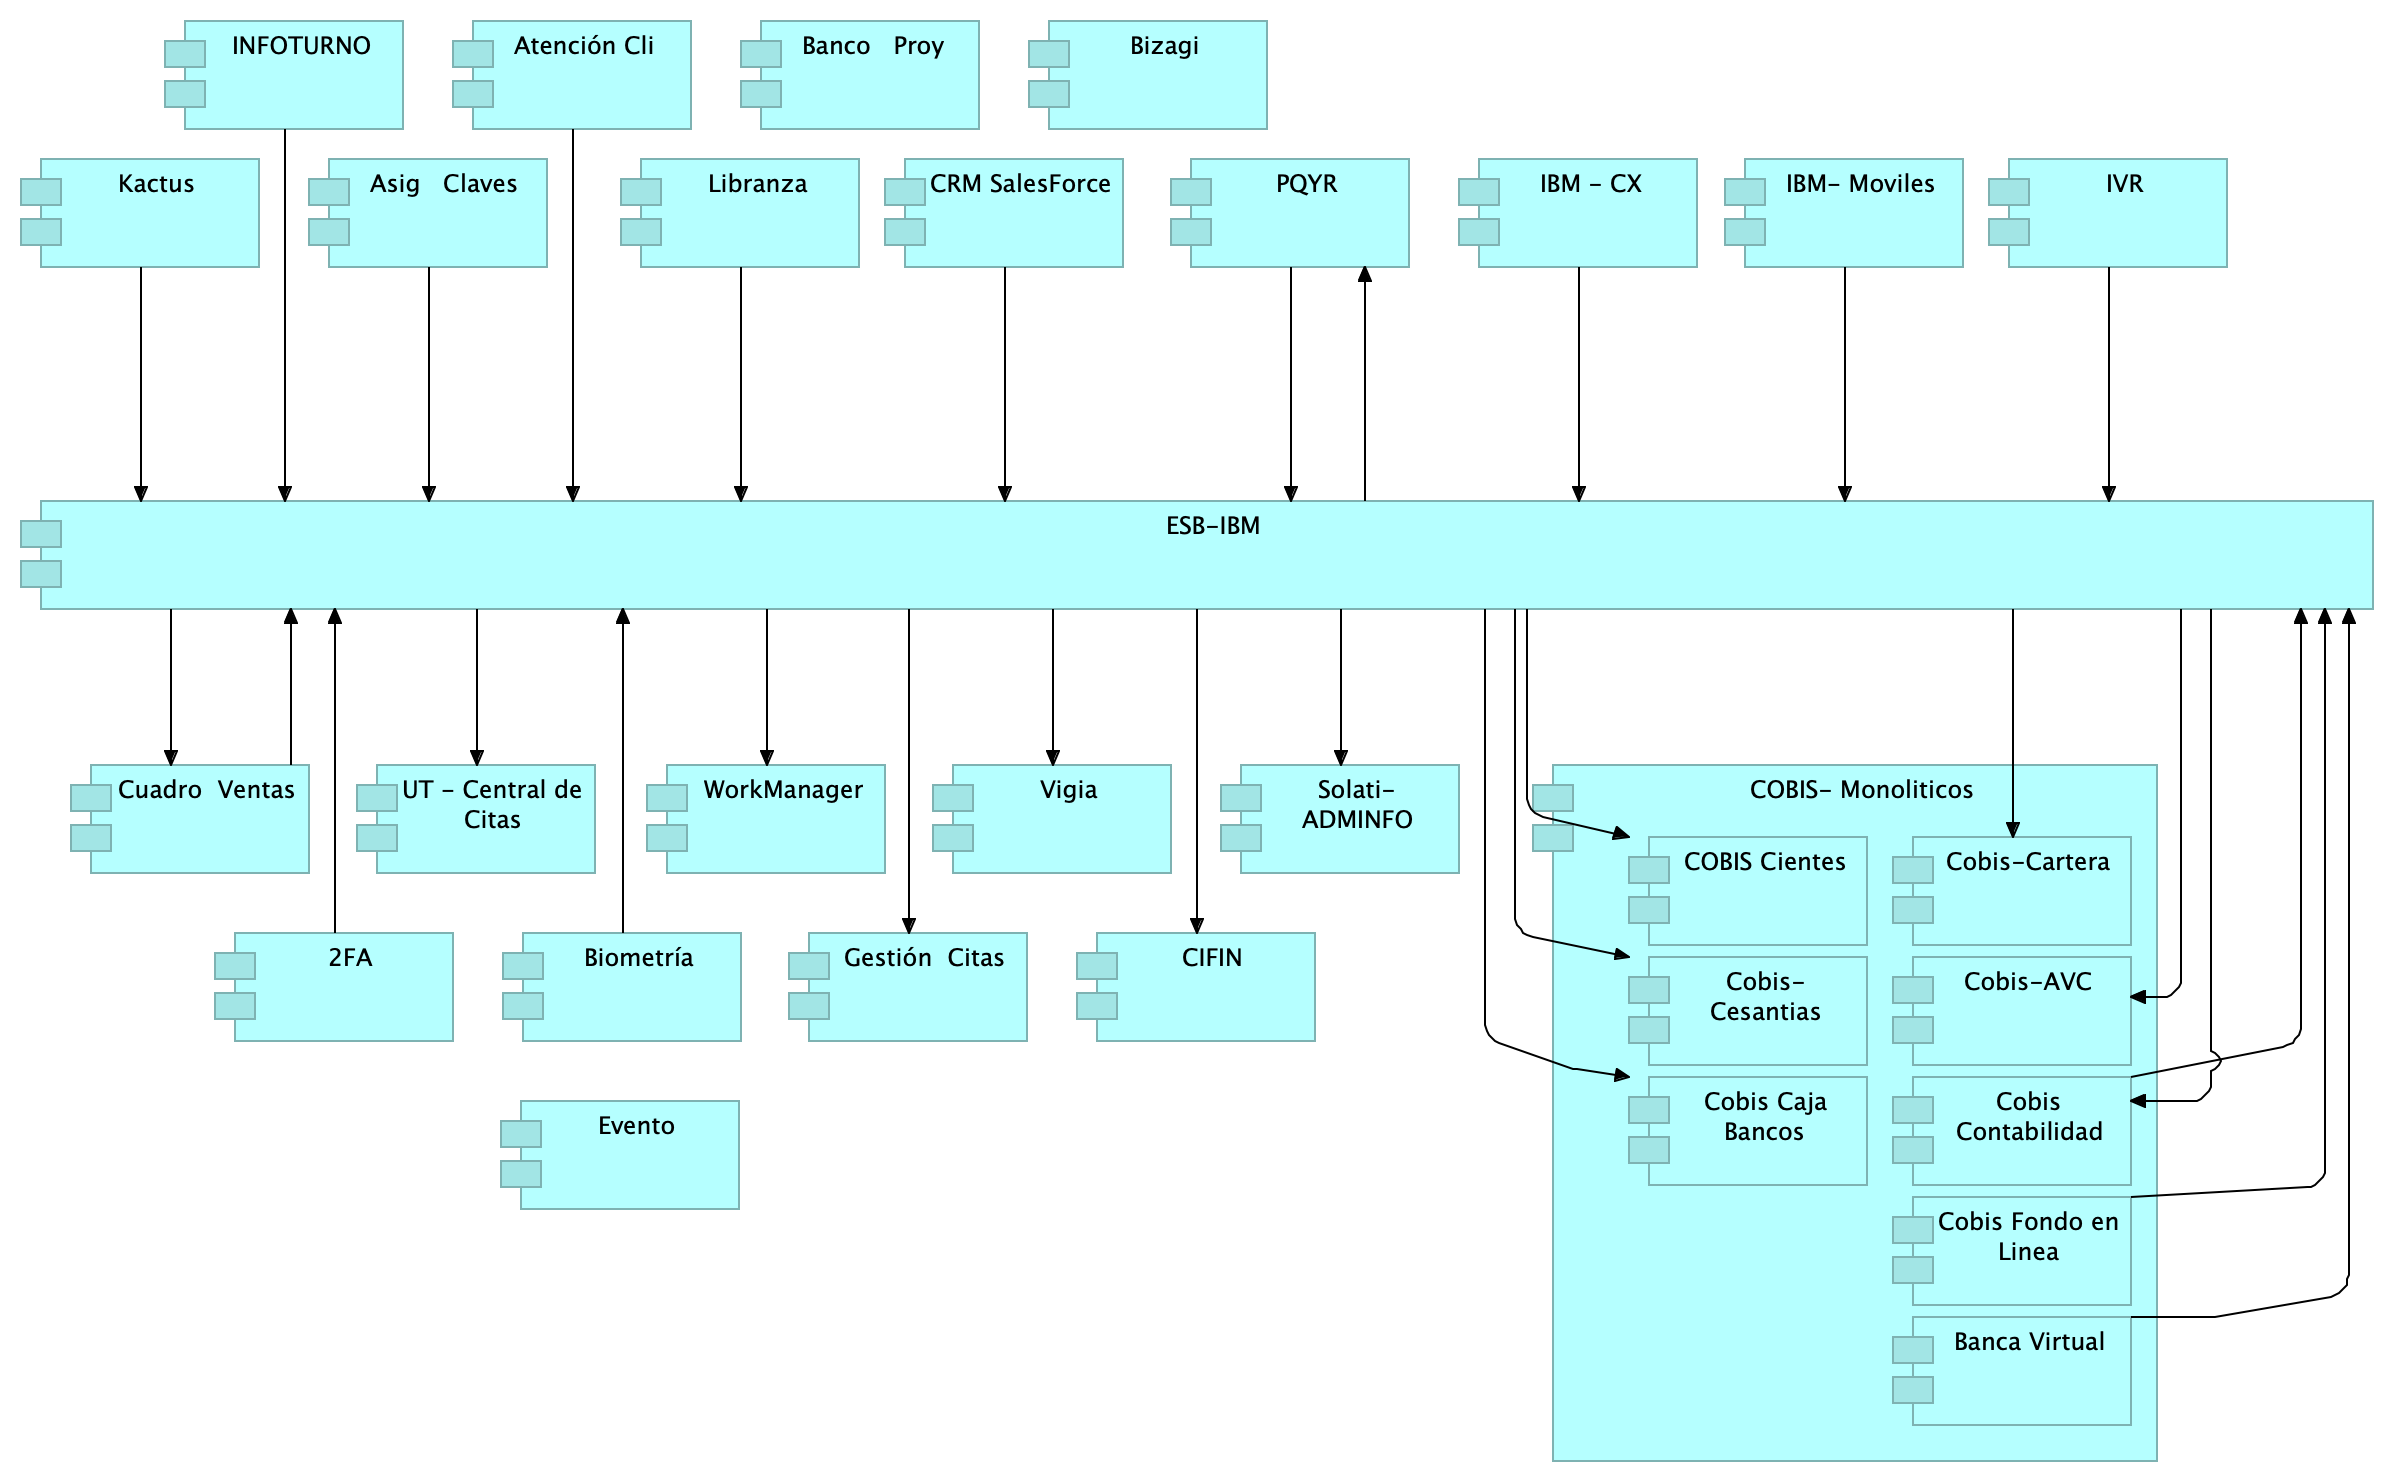 INFOTURNO
Atención Cli
Banco Proy
Bizagi
Kactus
Asig Claves
Libranza
CRM SalesForce
PQYR
IBM - CX
IBM- Moviles
IVR
ESB-IBM
Cuadro Ventas
UT - Central de
Citas
WorkManager
Vigia
Solati-
ADMINFO
COBIS- Monoliticos
COBIS Cientes
Cobis-Cartera
2FA
Biometría
Gestión Citas
CIFIN
Cobis-
Cesantias
Cobis-AVC
Evento
Cobis Caja
Bancos
Cobis
Contabilidad
Cobis Fondo en
Linea
Banca Virtual